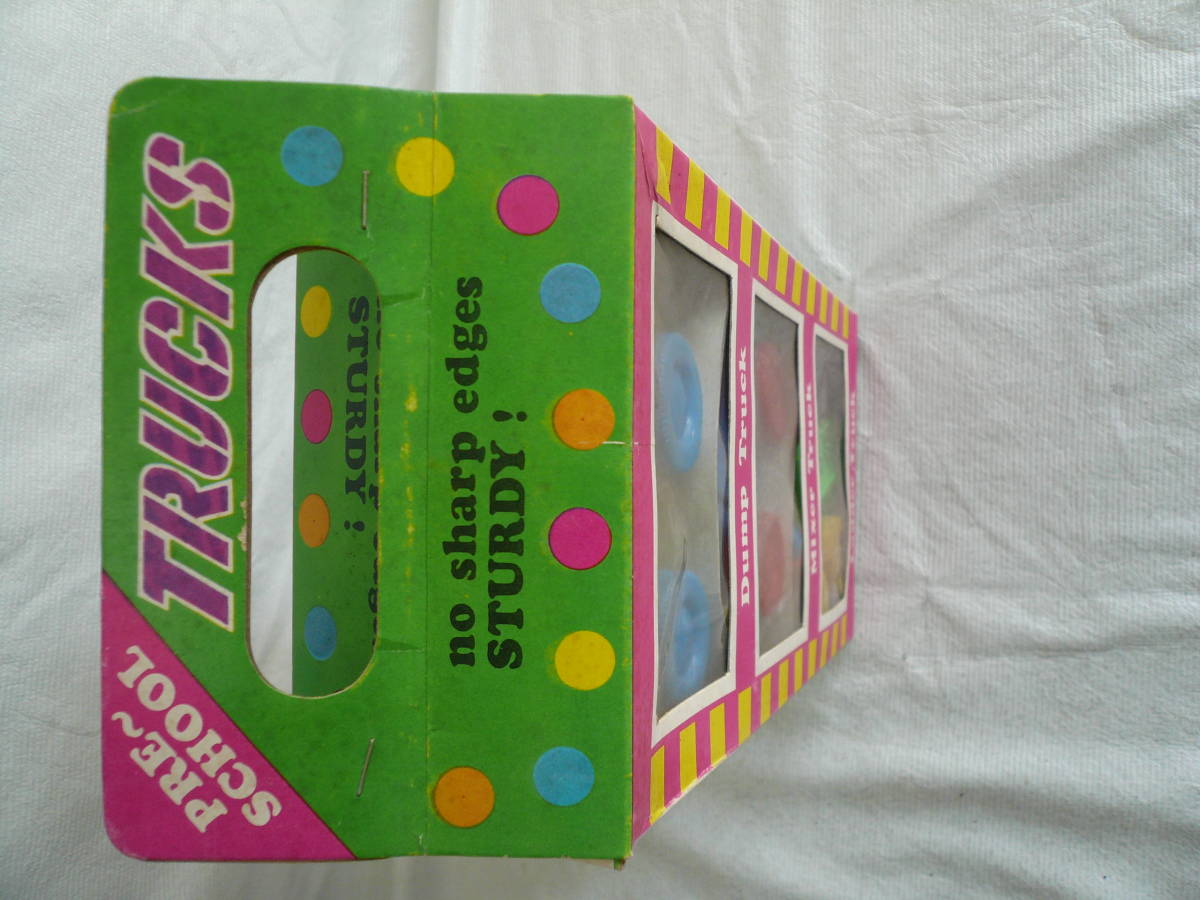 PRE~
SCHOOL
TRUCKS
STURDY !
no sharp edges
STURDY !
Dump Truck
Mixer Truck